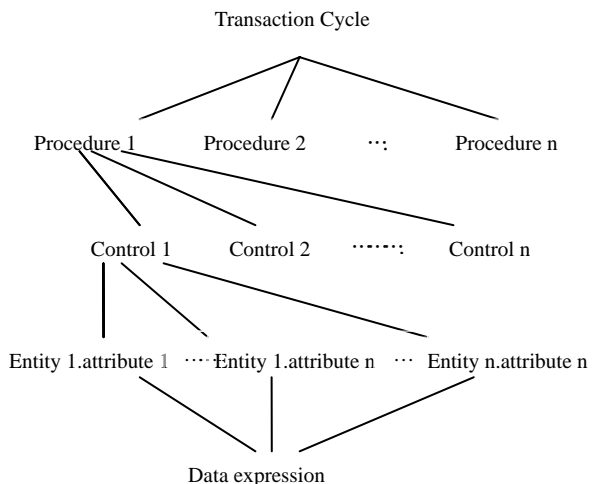 Transaction Cycle
Procedure 1 Procedure 2 ... Procedure n
Control 1 Control 2 ....... Control n
Entity 1.attribute 1 ..... Entity 1.attribute n ... Entity n.attribute n
Data expression